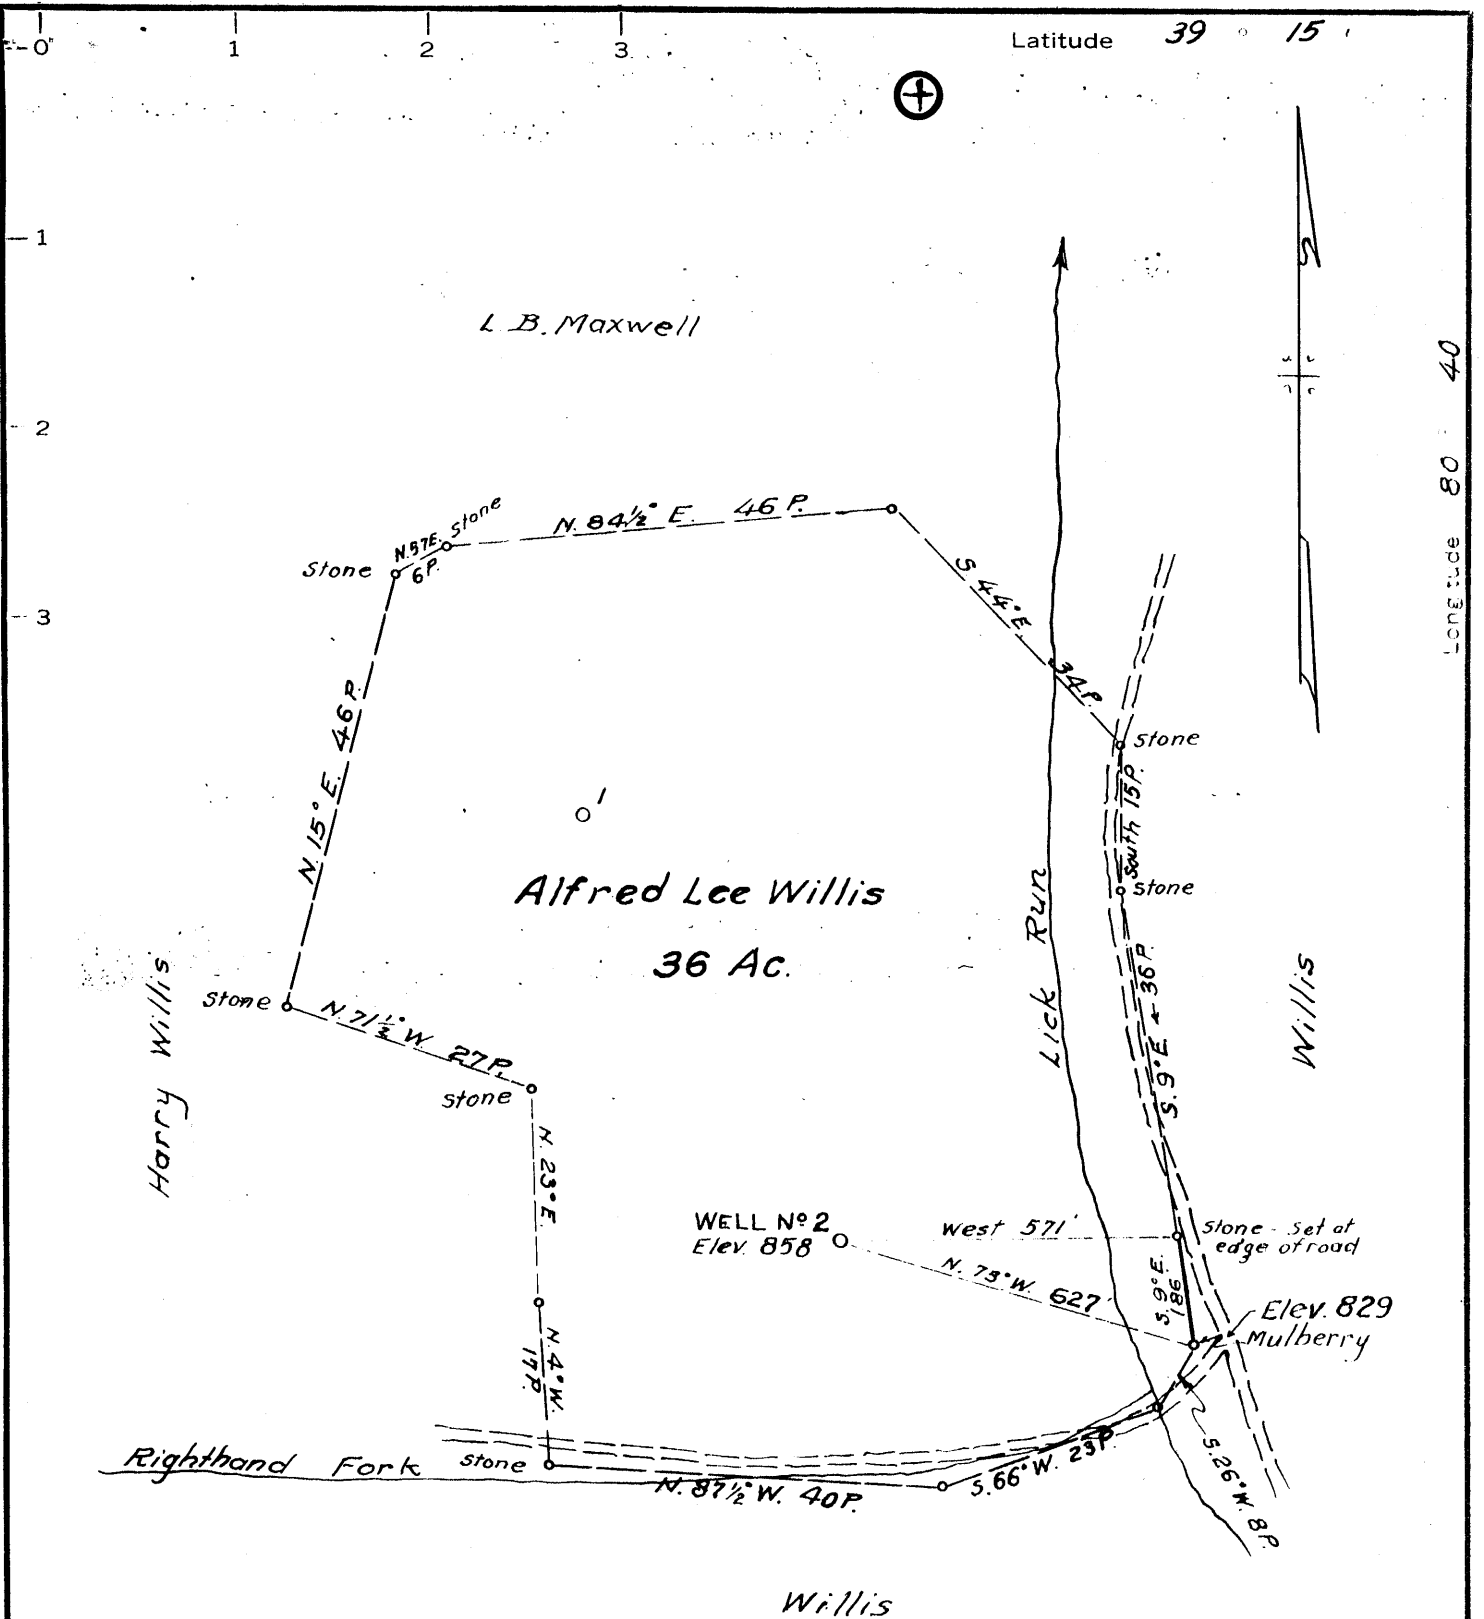 0"
1
2
3
Latitude 39 ° 15 '
1
2
3
Longitude 80 40
L. B. Maxwell
N. 84½° E. 46 P.
Stone
N. 57 E.
6 P.
Stone
S. 44° E.
34 P.
Stone
South 15 P.
Stone
N. 15° E. 46 P.
1
Alfred Lee Willis
36 Ac.
Lick Run
S. 9° E. 36 P.
Willis
Harry Willis
Stone
N. 71½° W. 27 P.
Stone
N. 23° E.
WELL Nº 2
Elev. 858
West 571'
Stone - Set at
edge of road
N. 73° W. 627'
S. 9° E.
186'
Elev. 829
Mulberry
N. 4° W.
17 P.
Righthand Fork
Stone
N. 87½° W. 40 P.
S. 66° W. 23 P.
S. 26° W. 8 P.
Willis